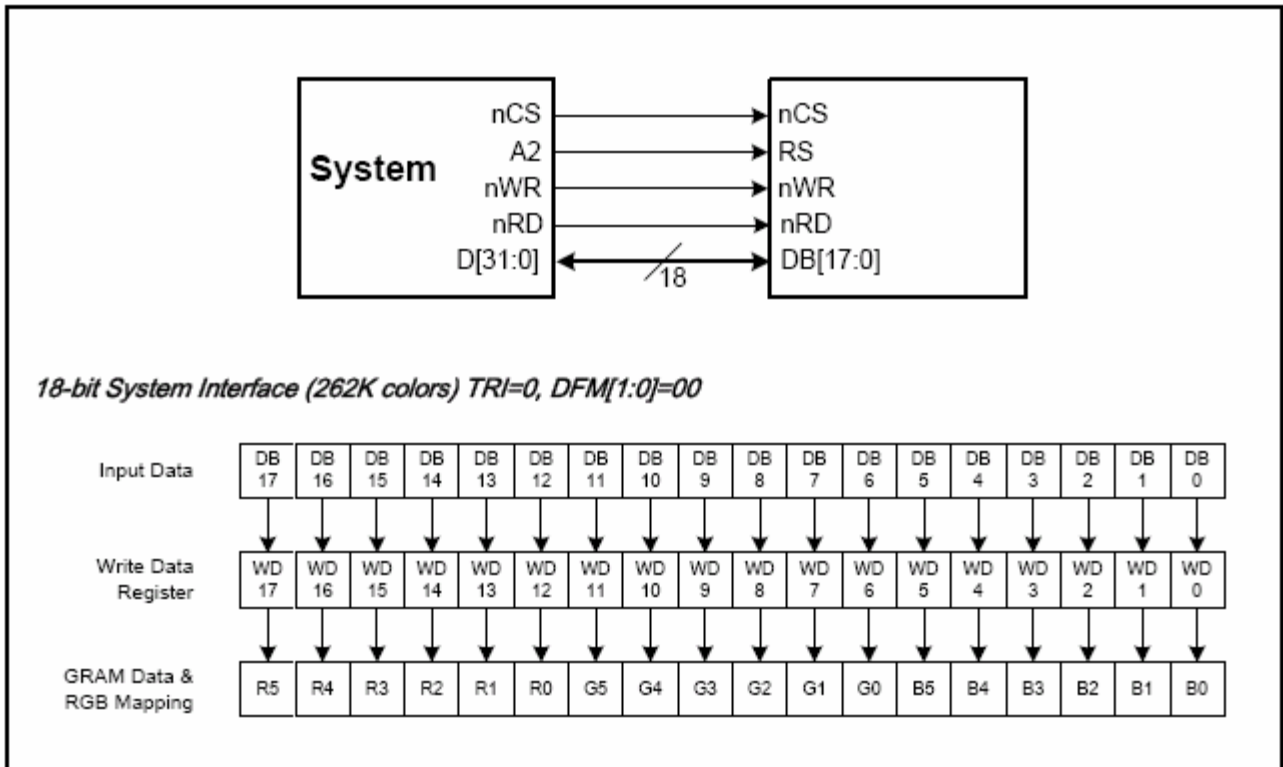 nCS nCS
A2 RS
System
nWR nWR
nRD nRD
D[31:0] DB[17:0]
18
18-bit System Interface (262K colors) TRI=0, DFM[1:0]=00
Input Data DB 17 DB 16 DB 15 DB 14 DB 13 DB 12 DB 11 DB 10 DB 9 DB 8 DB 7 DB 6 DB 5 DB 4 DB 3 DB 2 DB 1 DB 0
Write Data Register WD 17 WD 16 WD 15 WD 14 WD 13 WD 12 WD 11 WD 10 WD 9 WD 8 WD 7 WD 6 WD 5 WD 4 WD 3 WD 2 WD 1 WD 0
GRAM Data & RGB Mapping R5 R4 R3 R2 R1 R0 G5 G4 G3 G2 G1 G0 B5 B4 B3 B2 B1 B0